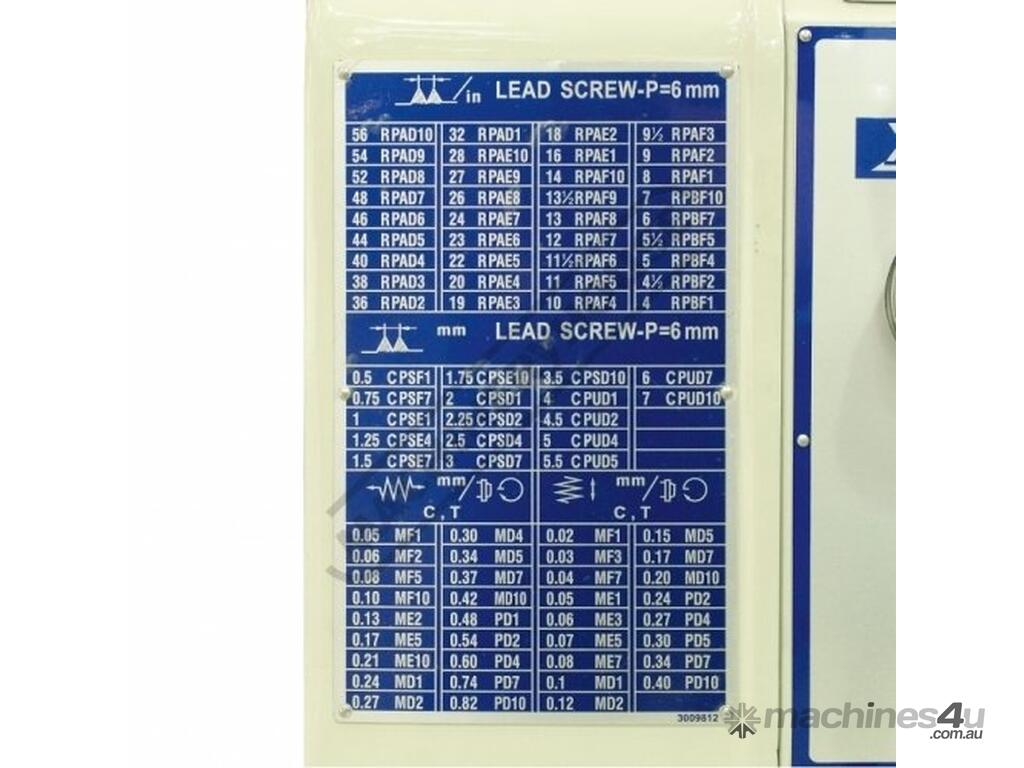 /in LEAD SCREW-P=6mm
56 RPAD10 32 RPAD1 18 RPAE2 9½ RPAF3
54 RPAD9 28 RPAE10 16 RPAE1 9 RPAF2
52 RPAD8 27 RPAE9 14 RPAF10 8 RPAF1
48 RPAD7 26 RPAE8 13½ RPAF9 7 RPBF10
46 RPAD6 24 RPAE7 13 RPAF8 6 RPBF7
44 RPAD5 23 RPAE6 12 RPAF7 5½ RPBF5
40 RPAD4 22 RPAE5 11½ RPAF6 5 RPBF4
38 RPAD3 20 RPAE4 11 RPAF5 4½ RPBF2
36 RPAD2 19 RPAE3 10 RPAF4 4 RPBF1
mm LEAD SCREW-P=6mm
0.5 CPSF1 1.75 CPSE10 3.5 CPSD10 6 CPUD7
0.75 CPSF7 2 CPSD1 4 CPUD1 7 CPUD10
1 CPSE1 2.25 CPSD2 4.5 CPUD2
1.25 CPSE4 2.5 CPSD4 5 CPUD4
1.5 CPSE7 3 CPSD7 5.5 CPUD5
mm/ mm/
C,T C,T
0.05 MF1 0.30 MD4 0.02 MF1 0.15 MD5
0.06 MF2 0.34 MD5 0.03 MF3 0.17 MD7
0.08 MF5 0.37 MD7 0.04 MF7 0.20 MD10
0.10 MF10 0.42 MD10 0.05 ME1 0.24 PD2
0.13 ME2 0.48 PD1 0.06 ME3 0.27 PD4
0.17 ME5 0.54 PD2 0.07 ME5 0.30 PD5
0.21 ME10 0.60 PD4 0.08 ME7 0.34 PD7
0.24 MD1 0.74 PD7 0.1 MD1 0.40 PD10
0.27 MD2 0.82 PD10 0.12 MD2
3009812
machines4u
.com.au